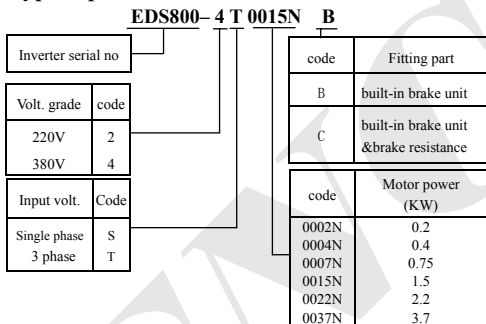 EDS800– 4 T 0015N B
Inverter serial no
Volt. grade code
220V 2
380V 4
Input volt. Code
Single phase S
3 phase T
code Fitting part
B built-in brake unit
C built-in brake unit
&brake resistance
code Motor power
(KW)
0002N 0.2
0004N 0.4
0007N 0.75
0015N 1.5
0022N 2.2
0037N 3.7